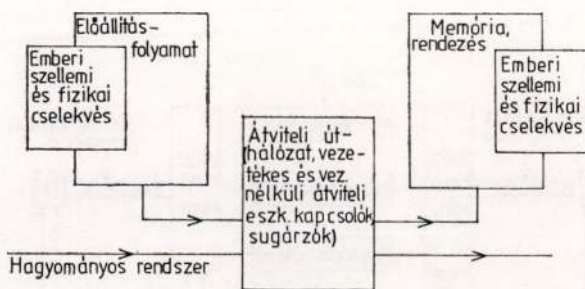 Előállítás-
folyamat
Emberi
szellemi
és fizikai
cselekvés
Átviteli út-
(hálózat, veze-
tékes és vez.
nélküli átviteli
eszk. kapcsolók
sugárzók)
Memória,
rendezés
Emberi
szellemi
és fizikai
cselekvés
Hagyományos rendszer